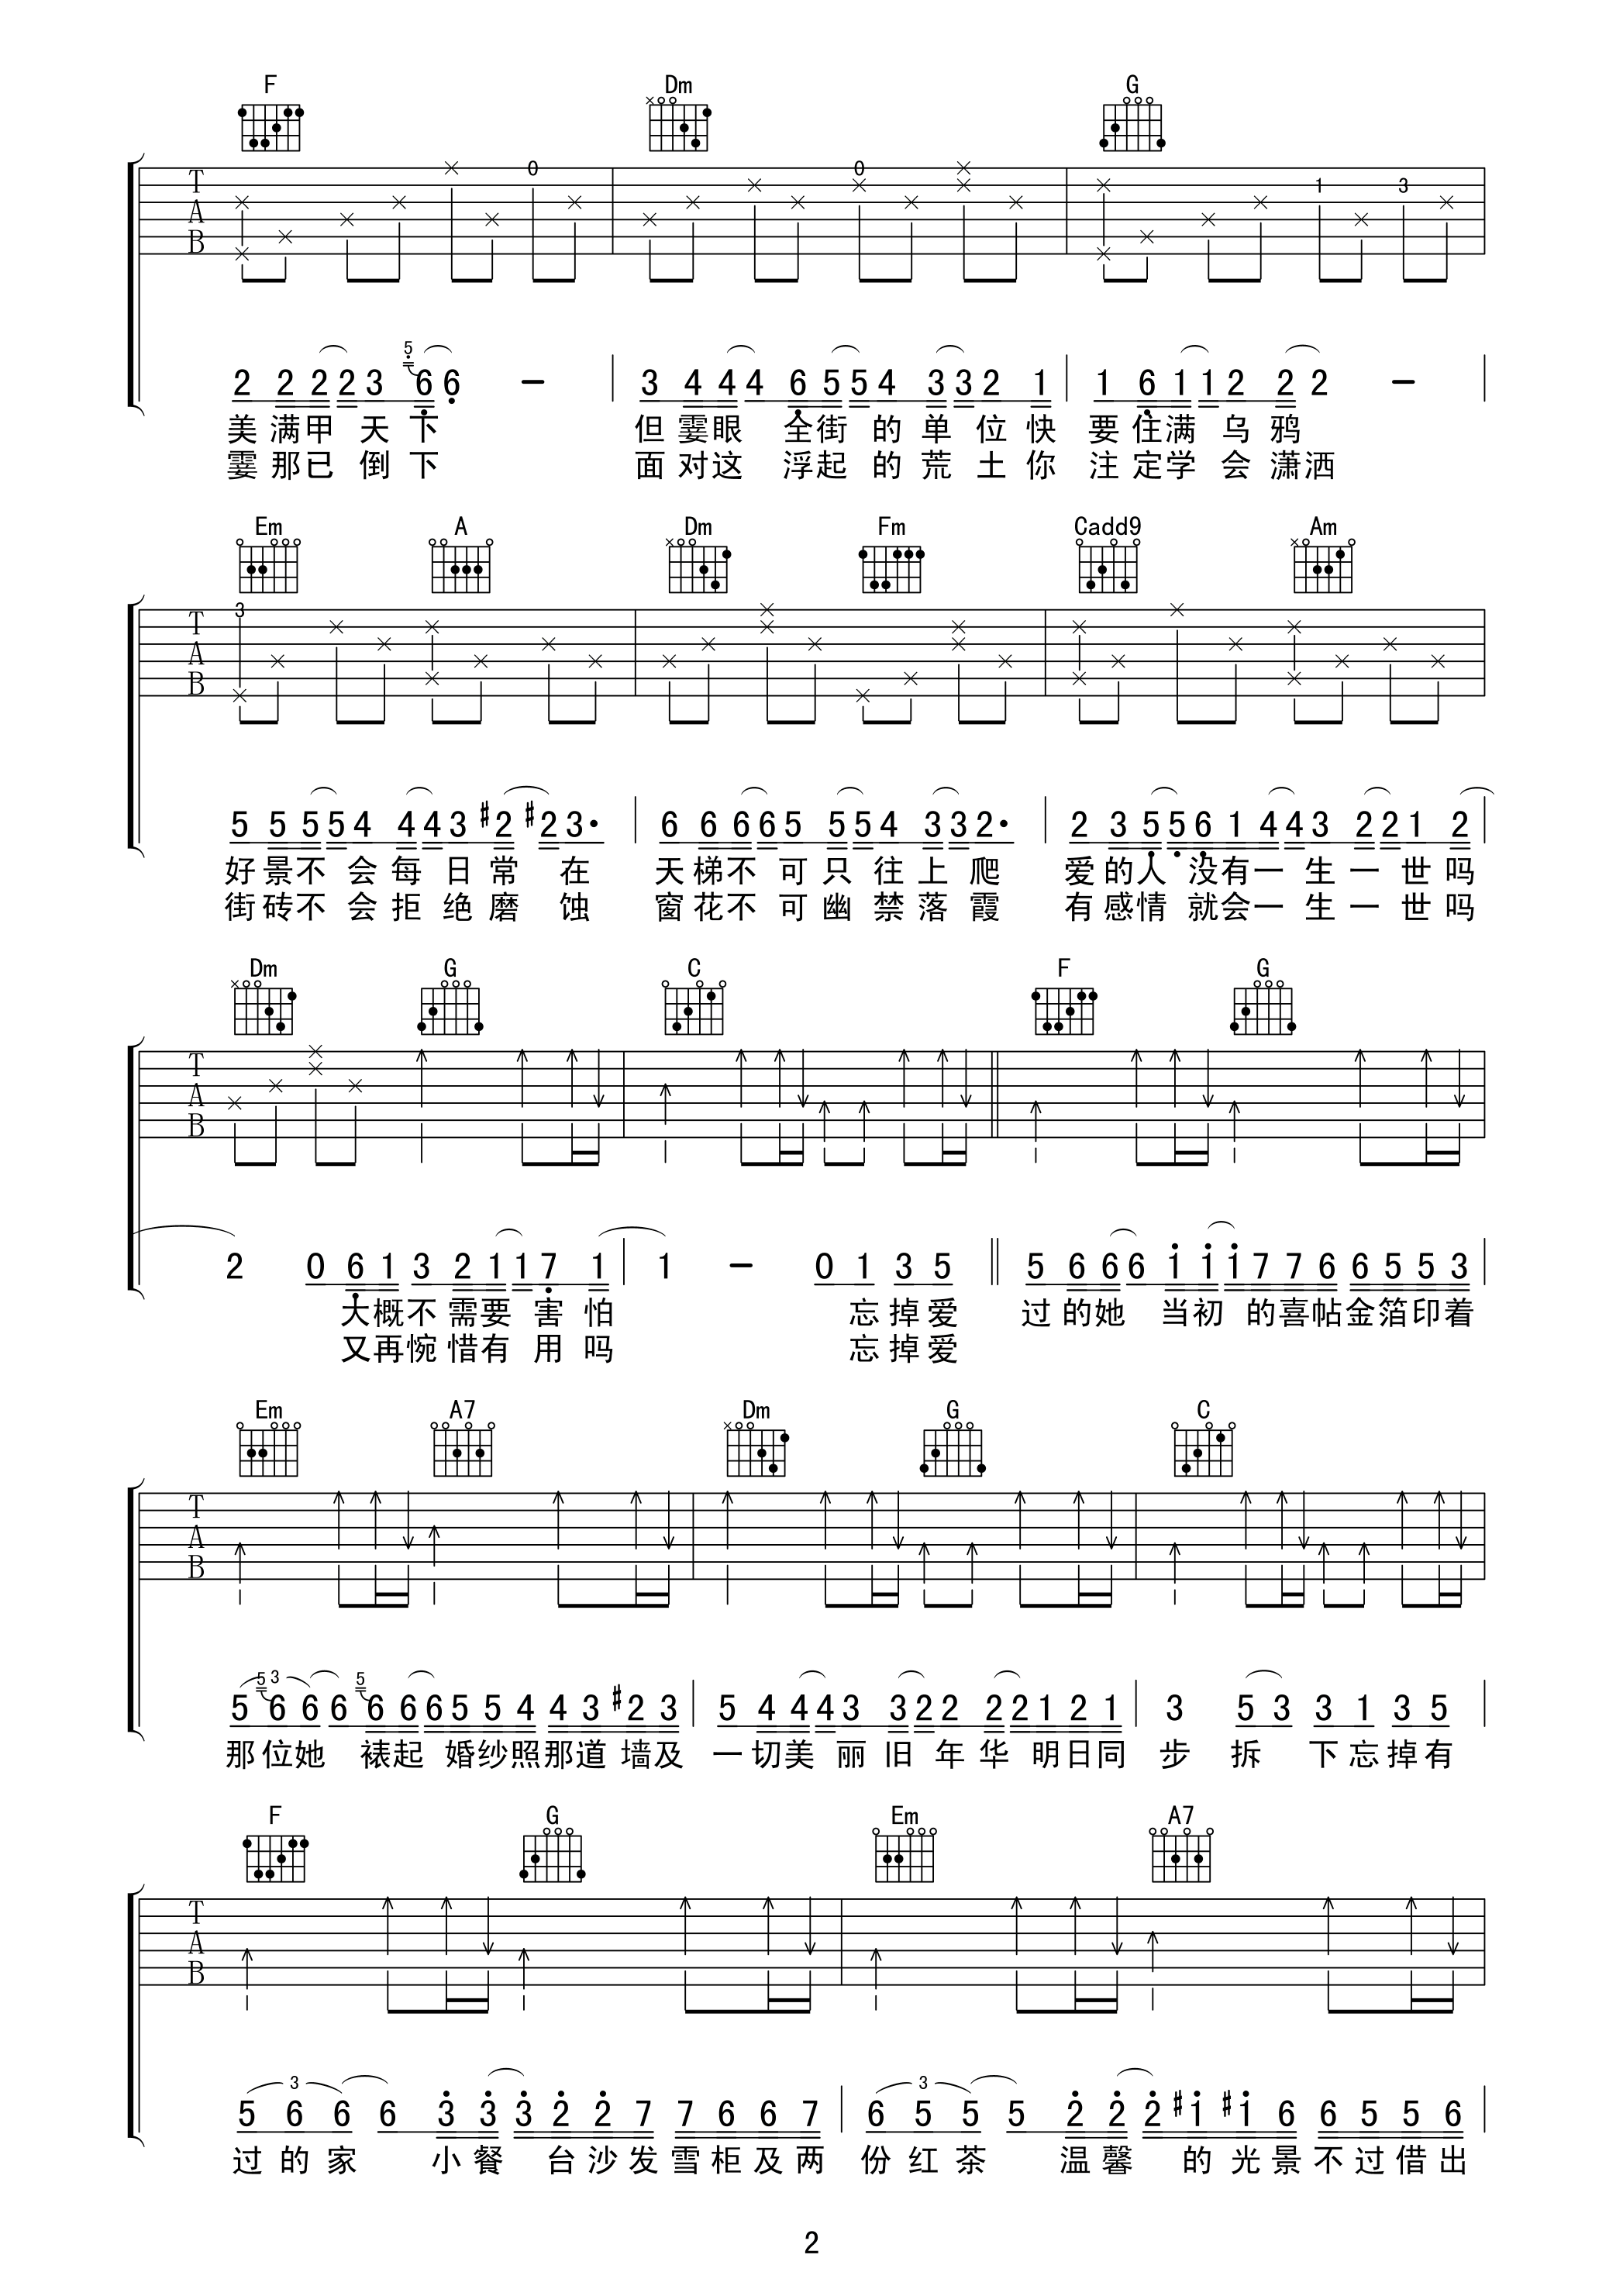 F Dm G
T A B
0 0 1 3
2 2 2 2 3 5 6 6 - 3 4 4 4 6 5 5 4 3 3 2 1 1 6 1 1 2 2 2 -
美 满 甲 天 下 但 霎 眼 全 街 的 单 位 快 要 住 满 乌 鸦
霎 那 已 倒 下 面 对 这 浮 起 的 荒 土 你 注 定 学 会 潇 洒
Em A Dm Fm Cadd9 Am
3
T A B
5 5 5 5 4 4 4 3 #2 #2 3· 6 6 6 6 5 5 5 4 3 3 2· 2 3 5 5 6 1 4 4 3 2 2 1 2
好 景 不 会 每 日 常 在 天 梯 不 可 只 往 上 爬 爱 的 人 没 有 一 生 一 世 吗
街 砖 不 会 拒 绝 磨 蚀 窗 花 不 可 幽 禁 落 霞 有 感 情 就 会 一 生 一 世 吗
Dm G C F G
T A B
2 0 6 1 3 2 1 1 7 1 1 - 0 1 3 5 5 6 6 6 1 1 1 7 7 6 6 5 5 3
大 概 不 需 要 害 怕 忘 掉 爱 过 的 她 当 初 的 喜 帖 金 箔 印 着
又 再 惋 惜 有 用 吗 忘 掉 爱
Em A7 Dm G C
T A B
5 5 3 6 6 6 5 6 6 6 5 5 4 4 3 #2 3 5 4 4 4 3 3 2 2 2 2 1 2 1 3 5 3 3 1 3 5
那 位 她 裱 起 婚 纱 照 那 道 墙 及 一 切 美 丽 旧 年 华 明 日 同 步 拆 下 忘 掉 有
F G Em A7
T A B
3 3
5 6 6 6 3 3 3 2 2 7 7 6 6 7 6 5 5 5 2 2 2 #1 #1 6 6 5 5 6
过 的 家 小 餐 台 沙 发 雪 柜 及 两 份 红 茶 温 馨 的 光 景 不 过 借 出
2